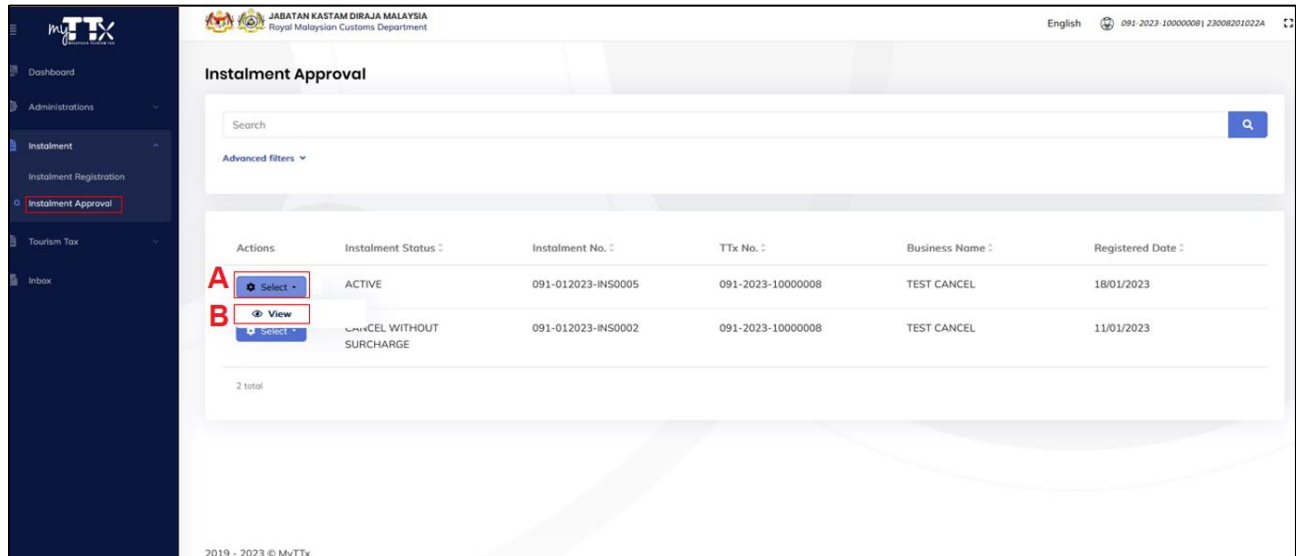 myTTX
MALAYSIAN TOURISM TAX
JABATAN KASTAM DIRAJA MALAYSIA
Royal Malaysian Customs Department
English 091-2023-10000008| 23008201022A
Dashboard
Administrations
Instalment
Instalment Registration
Instalment Approval
Tourism Tax
Inbox
Instalment Approval
Search
Advanced filters
Actions Instalment Status Instalment No. TTx No. Business Name Registered Date
A Select ACTIVE 091-012023-INS0005 091-2023-10000008 TEST CANCEL 18/01/2023
B View
Select CANCEL WITHOUT 091-012023-INS0002 091-2023-10000008 TEST CANCEL 11/01/2023
SURCHARGE
2 total
2019 - 2023 © MyTTx